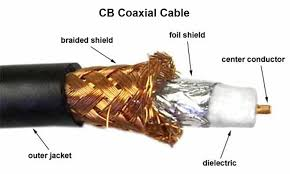 CB Coaxial Cable
braided shield
foil shield
center conductor
outer jacket
dielectric